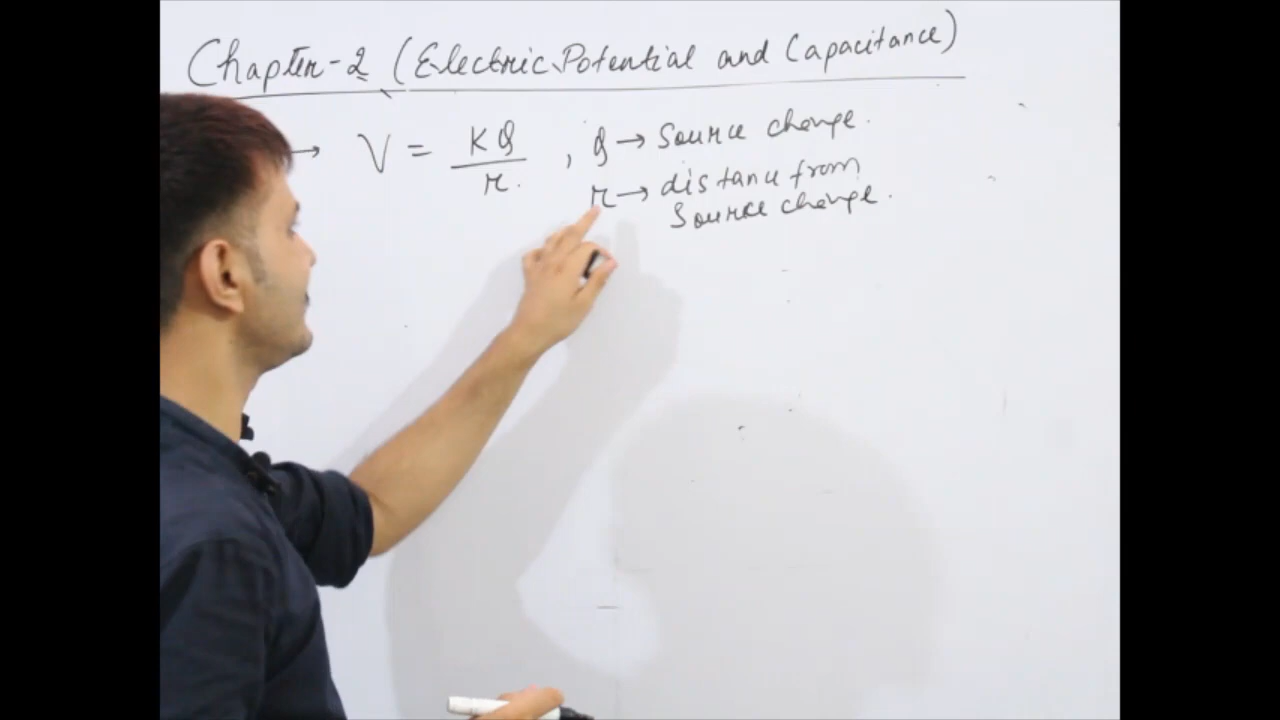 Chapter-2 (Electric Potential and Capacitance)
→ V = KQ/r. , Q → Source charge.
r → distance from
Source charge.